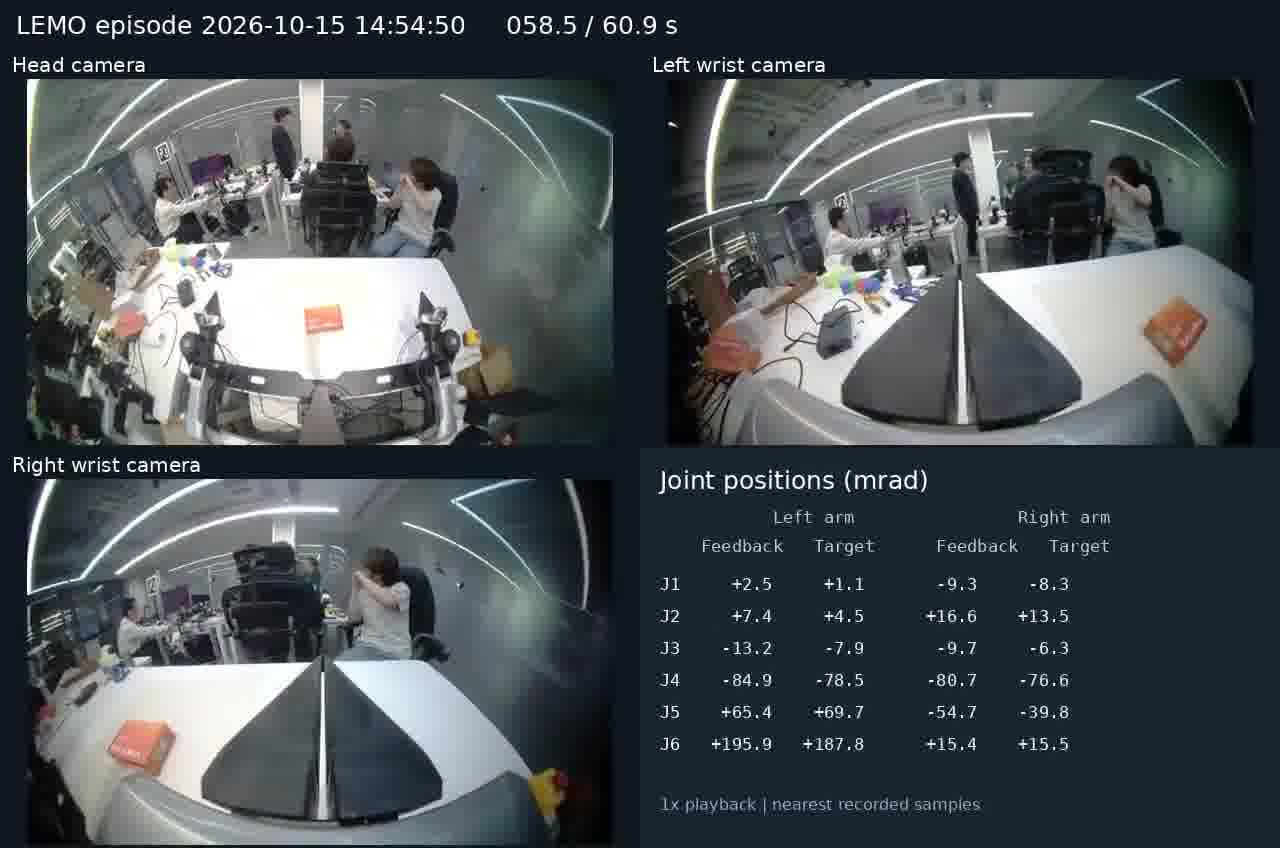 LEMO episode 2026-10-15 14:54:50 058.5 / 60.9 s
Head camera
Left wrist camera
Right wrist camera
Joint positions (mrad)
Left arm Right arm
Feedback Target Feedback Target
J1 +2.5 +1.1 -9.3 -8.3
J2 +7.4 +4.5 +16.6 +13.5
J3 -13.2 -7.9 -9.7 -6.3
J4 -84.9 -78.5 -80.7 -76.6
J5 +65.4 +69.7 -54.7 -39.8
J6 +195.9 +187.8 +15.4 +15.5
1x playback | nearest recorded samples